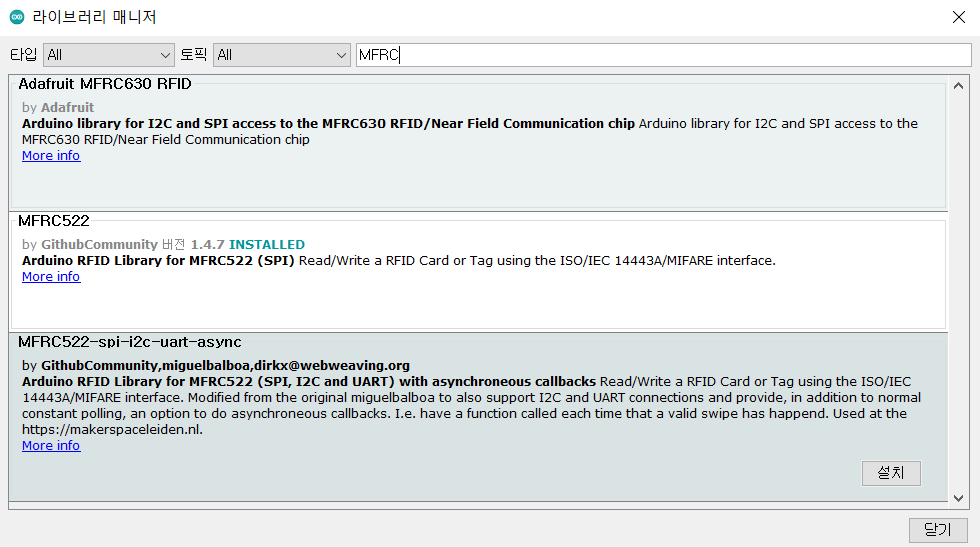 라이브러리 매니저
타입 All 토픽 All MFRC
Adafruit MFRC630 RFID
by Adafruit
Arduino library for I2C and SPI access to the MFRC630 RFID/Near Field Communication chip Arduino library for I2C and SPI access to the
MFRC630 RFID/Near Field Communication chip
More info
MFRC522
by GithubCommunity 버전 1.4.7 INSTALLED
Arduino RFID Library for MFRC522 (SPI) Read/Write a RFID Card or Tag using the ISO/IEC 14443A/MIFARE interface.
More info
MFRC522-spi-i2c-uart-async
by GithubCommunity,miguelbalboa,dirkx@webweaving.org
Arduino RFID Library for MFRC522 (SPI, I2C and UART) with asynchroneous callbacks Read/Write a RFID Card or Tag using the ISO/IEC
14443A/MIFARE interface. Modified from the original miguelbalboa to also support I2C and UART connections and provide, in addition to normal
constant polling, an option to do asynchroneous callbacks. I.e. have a function called each time that a valid swipe has happend. Used at the
https://makerspaceleiden.nl.
More info
설치
닫기